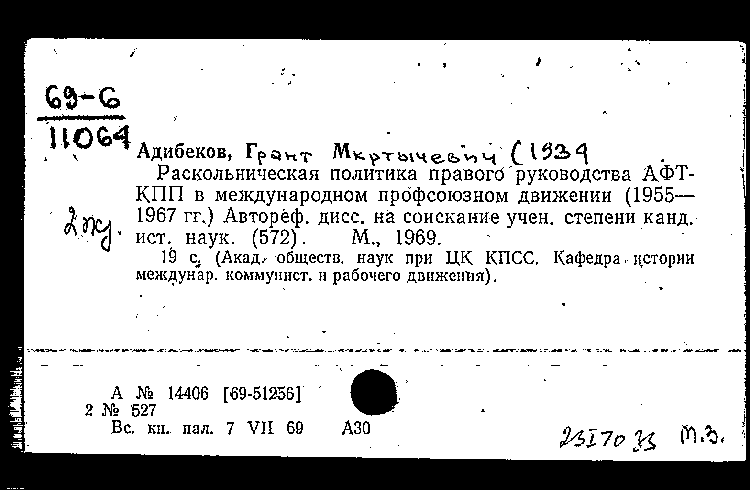 69-6
11064
Адибеков, Грант Мкртычевич (1934
Раскольническая политика правого руководства АФТ-
КПП в международном профсоюзном движении (1955—
1967 гг.) Автореф. дисс. на соискание учен. степени канд.
ист. наук. (572). М., 1969.
19 с. (Акад. обществ. наук при ЦК КПСС. Кафедра истории
междунар. коммунист. и рабочего движения).
А № 14406 [69-51256]
2 № 527
Вс. кн. пал. 7 VII 69 А30
М.З.